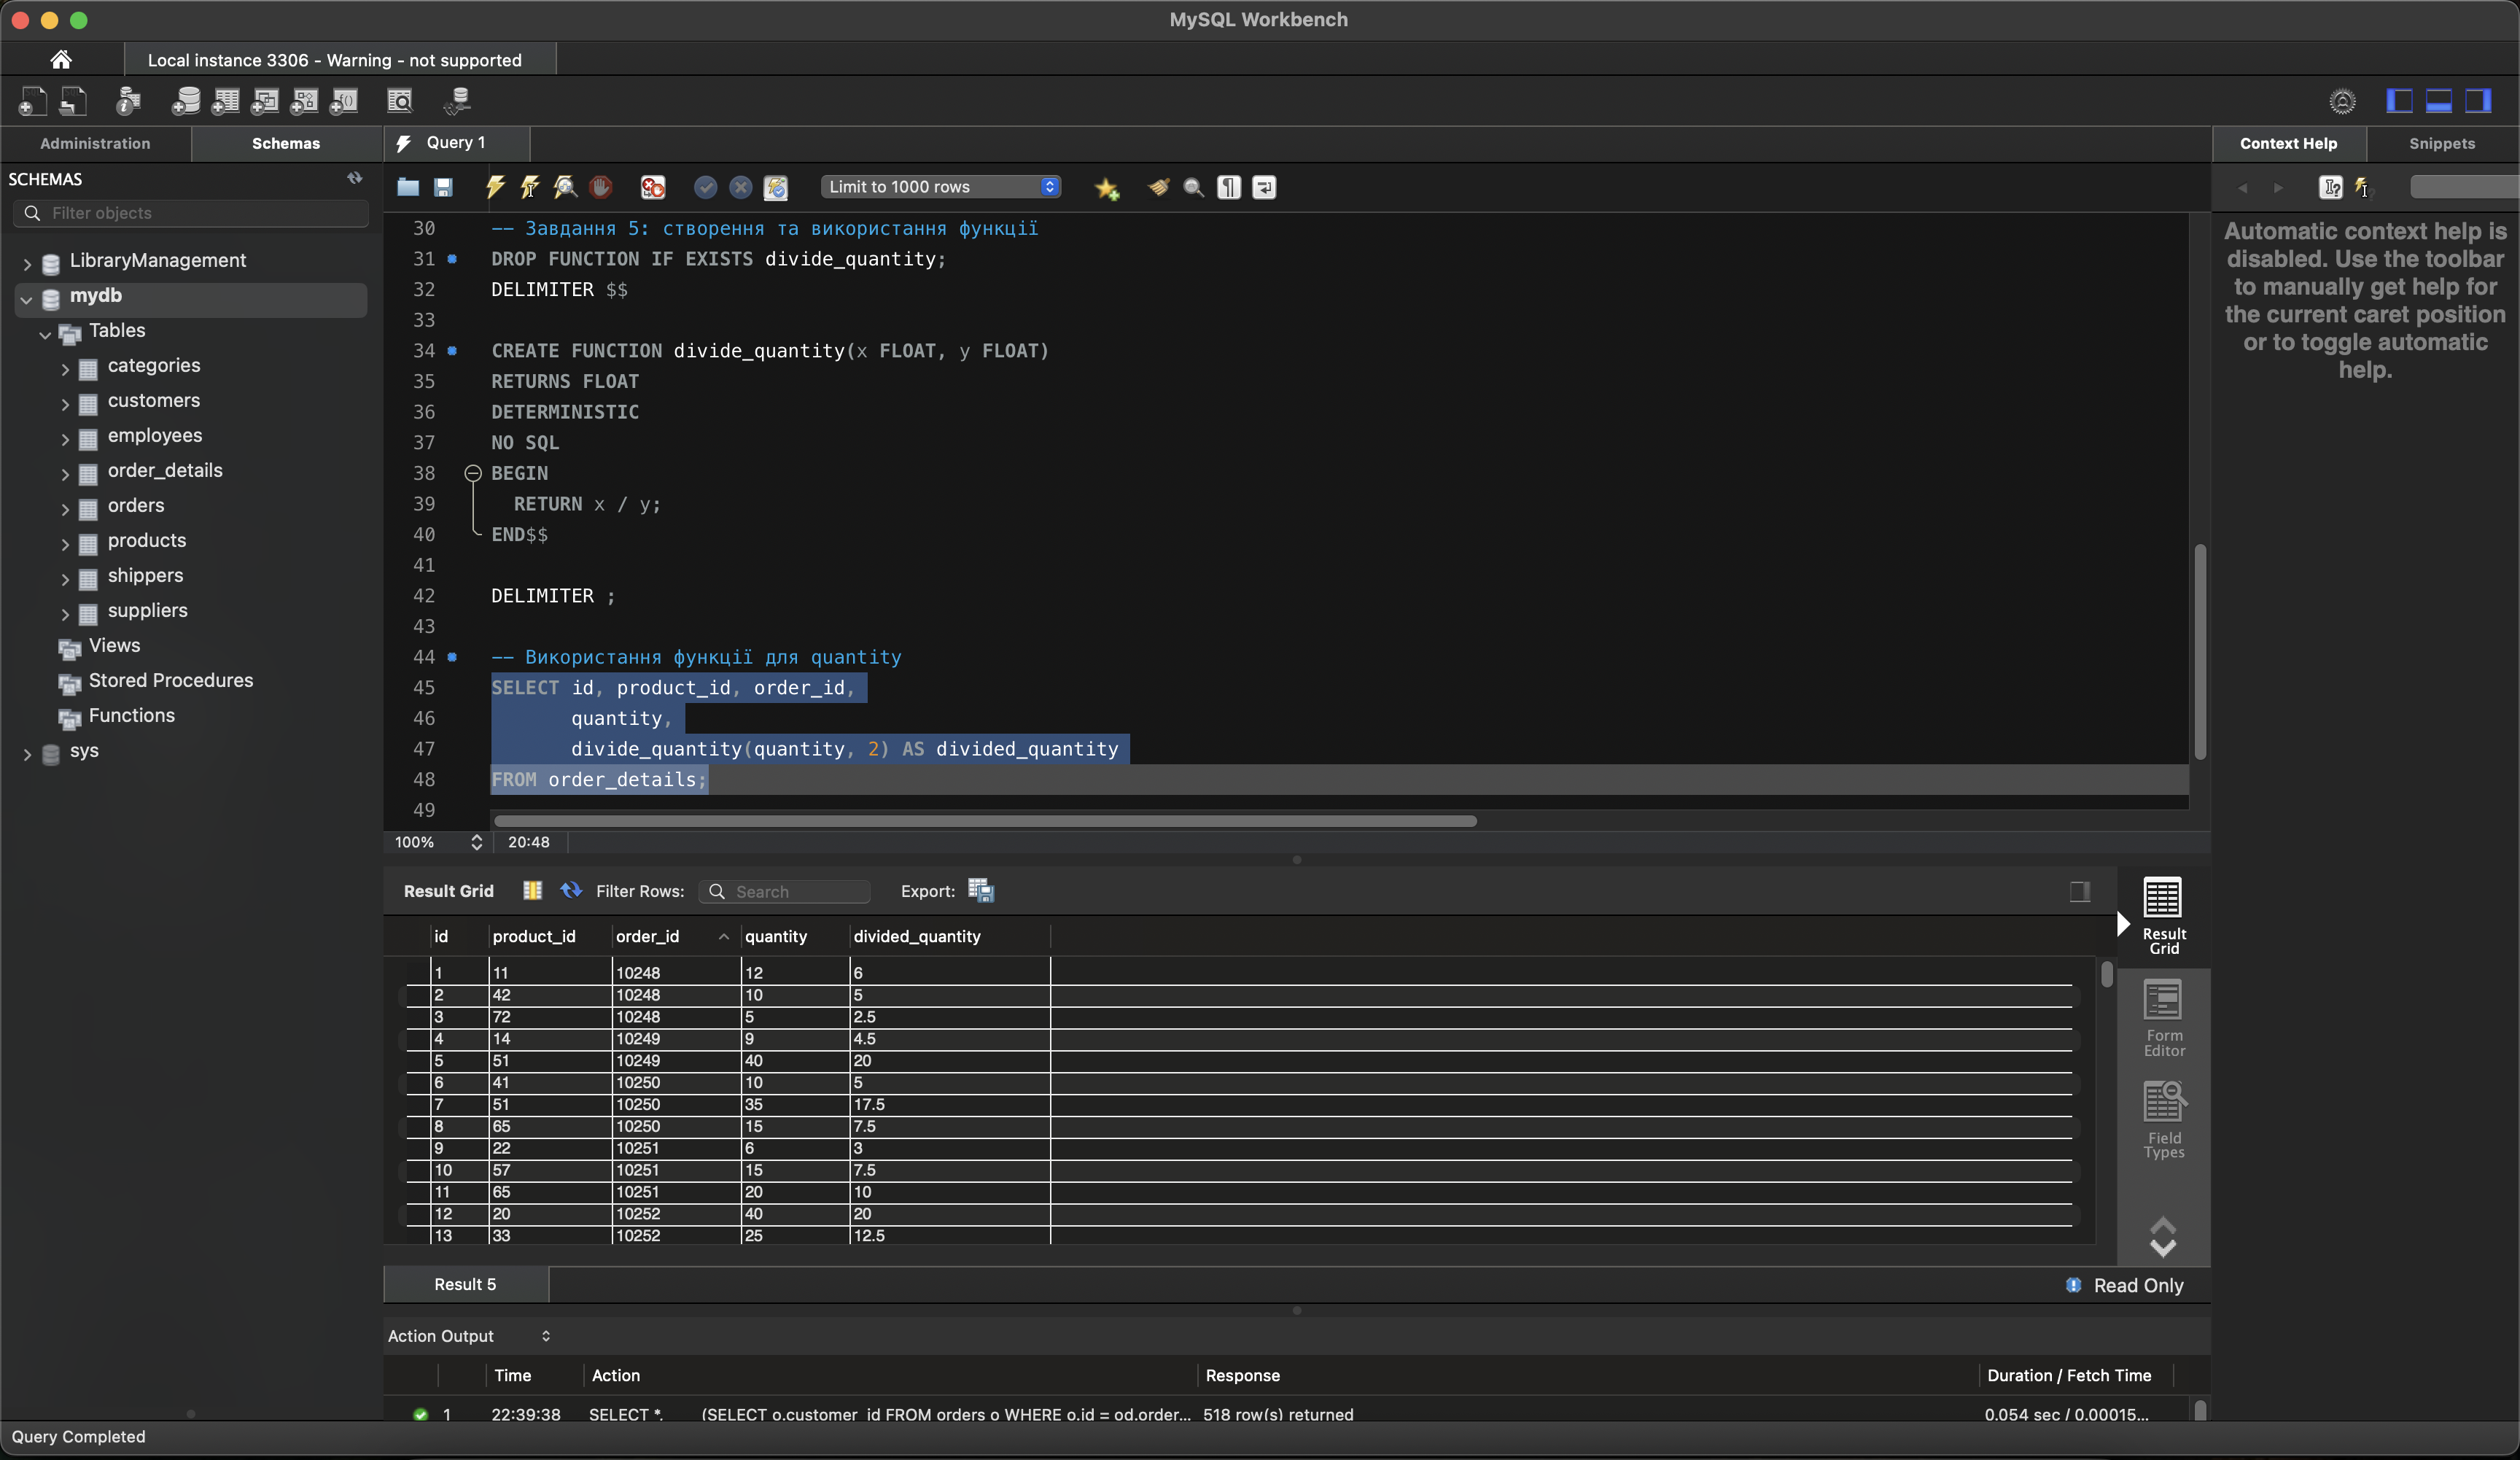 MySQL Workbench
Local instance 3306 - Warning - not supported
Administration
Schemas
Query 1
Context Help
Snippets
SCHEMAS
Filter objects
LibraryManagement
mydb
Tables
categories
customers
employees
order_details
orders
products
shippers
suppliers
Views
Stored Procedures
Functions
sys
Limit to 1000 rows
30 -- Завдання 5: створення та використання функції
31 DROP FUNCTION IF EXISTS divide_quantity;
32 DELIMITER $$
33
34 CREATE FUNCTION divide_quantity(x FLOAT, y FLOAT)
35 RETURNS FLOAT
36 DETERMINISTIC
37 NO SQL
38 BEGIN
39 RETURN x / y;
40 END$$
41
42 DELIMITER ;
43
44 -- Використання функції для quantity
45 SELECT id, product_id, order_id,
46 quantity,
47 divide_quantity(quantity, 2) AS divided_quantity
48 FROM order_details;
49
100% 20:48
Automatic context help is
disabled. Use the toolbar
to manually get help for
the current caret position
or to toggle automatic
help.
Result Grid Filter Rows: Search Export:
id product_id order_id quantity divided_quantity
1 11 10248 12 6
2 42 10248 10 5
3 72 10248 5 2.5
4 14 10249 9 4.5
5 51 10249 40 20
6 41 10250 10 5
7 51 10250 35 17.5
8 65 10250 15 7.5
9 22 10251 6 3
10 57 10251 15 7.5
11 65 10251 20 10
12 20 10252 40 20
13 33 10252 25 12.5
Result
Grid
Form
Editor
Field
Types
Result 5
Read Only
Action Output
Time Action Response Duration / Fetch Time
1 22:39:38 SELECT *, (SELECT o.customer_id FROM orders o WHERE o.id = od.order... 518 row(s) returned 0.054 sec / 0.00015...
Query Completed